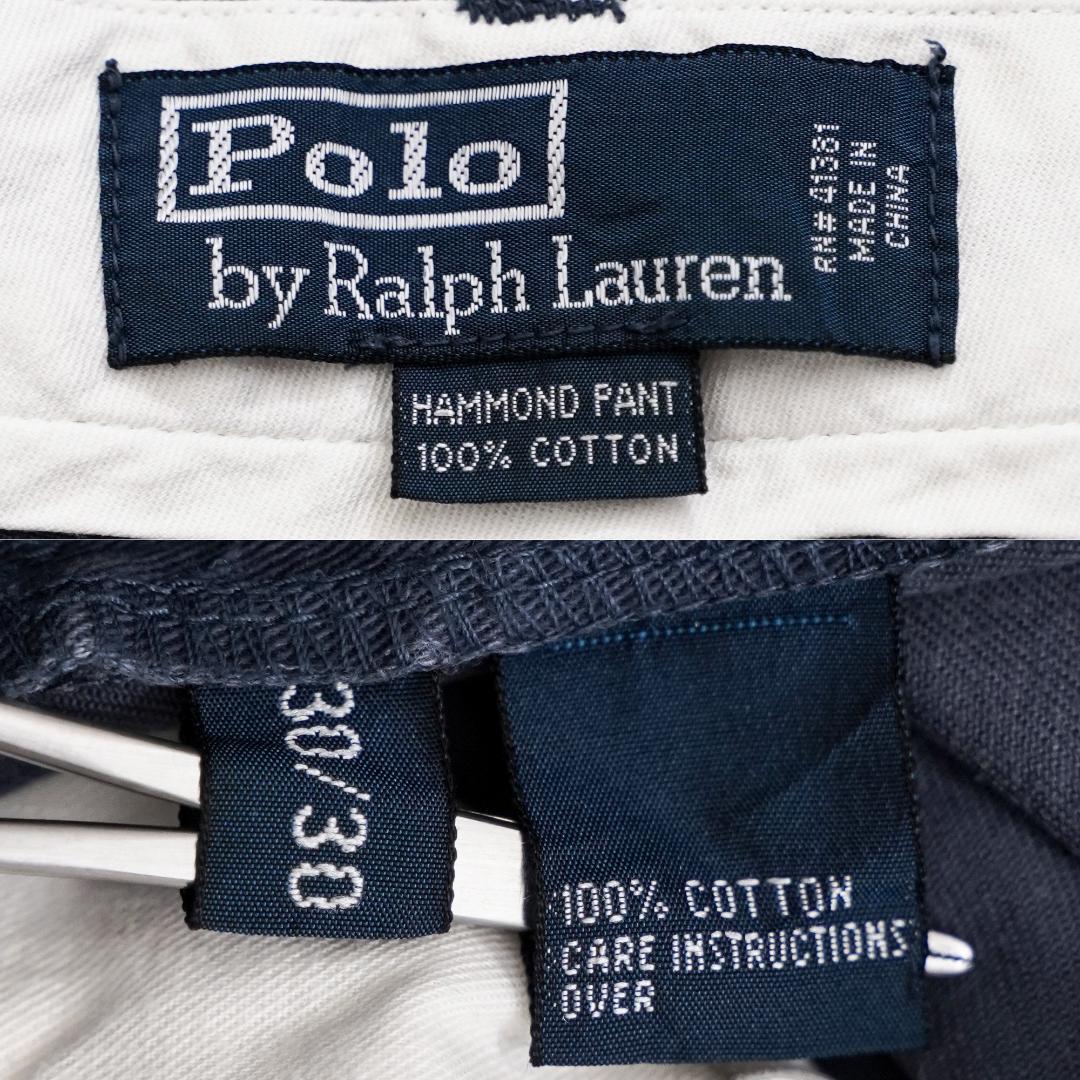 Polo
by Ralph Lauren
RN# 41381
MADE IN
CHINA
HAMMOND PANT
100% COTTON
30/30
100% COTTON
CARE INSTRUCTIONS
OVER